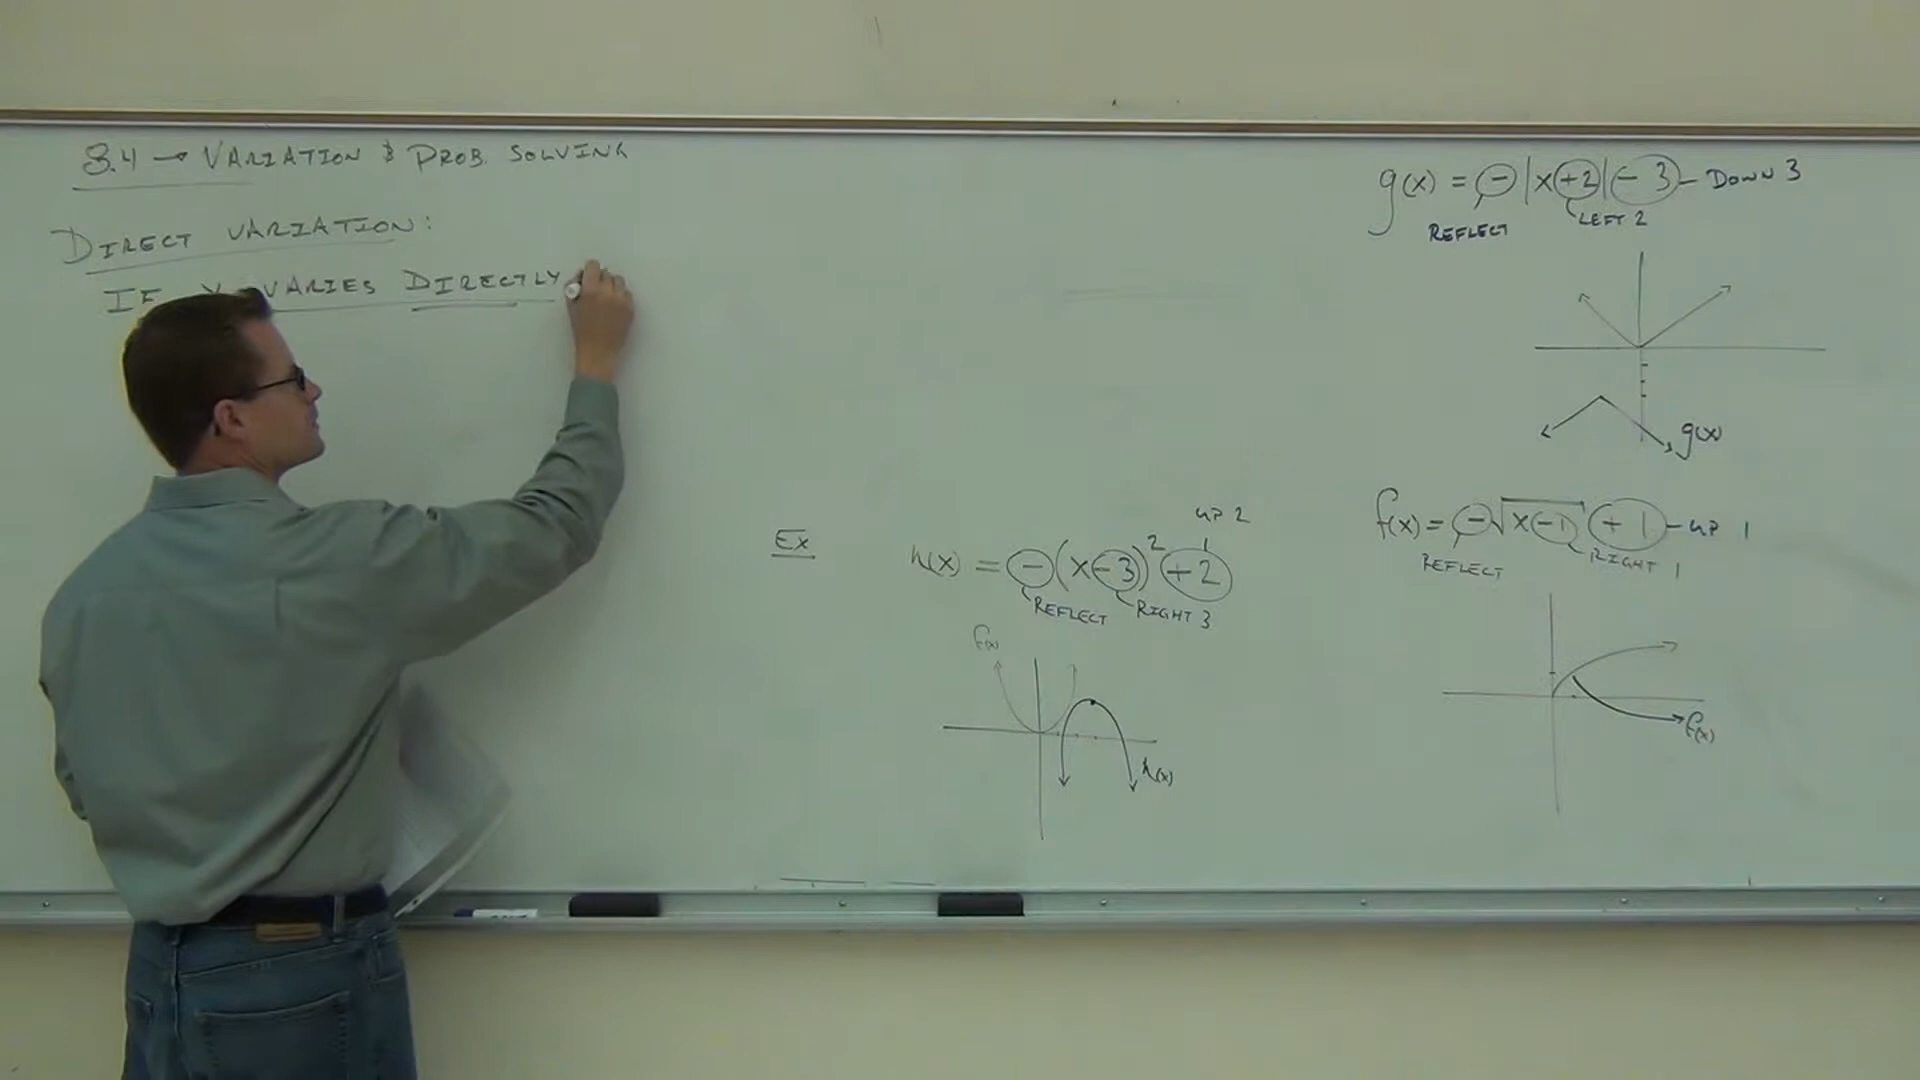 8.4 → VARIATION & PROB. SOLVING
DIRECT VARIATION:
IF Y VARIES DIRECTLY
Ex
h(x) = -(x-3)² +2
UP 2
REFLECT
RIGHT 3
f(x)
h(x)
g(x) = -|x+2| - 3 - DOWN 3
REFLECT
LEFT 2
g(x)
f(x) = -√x-1 + 1 - UP 1
REFLECT
RIGHT 1
f(x)